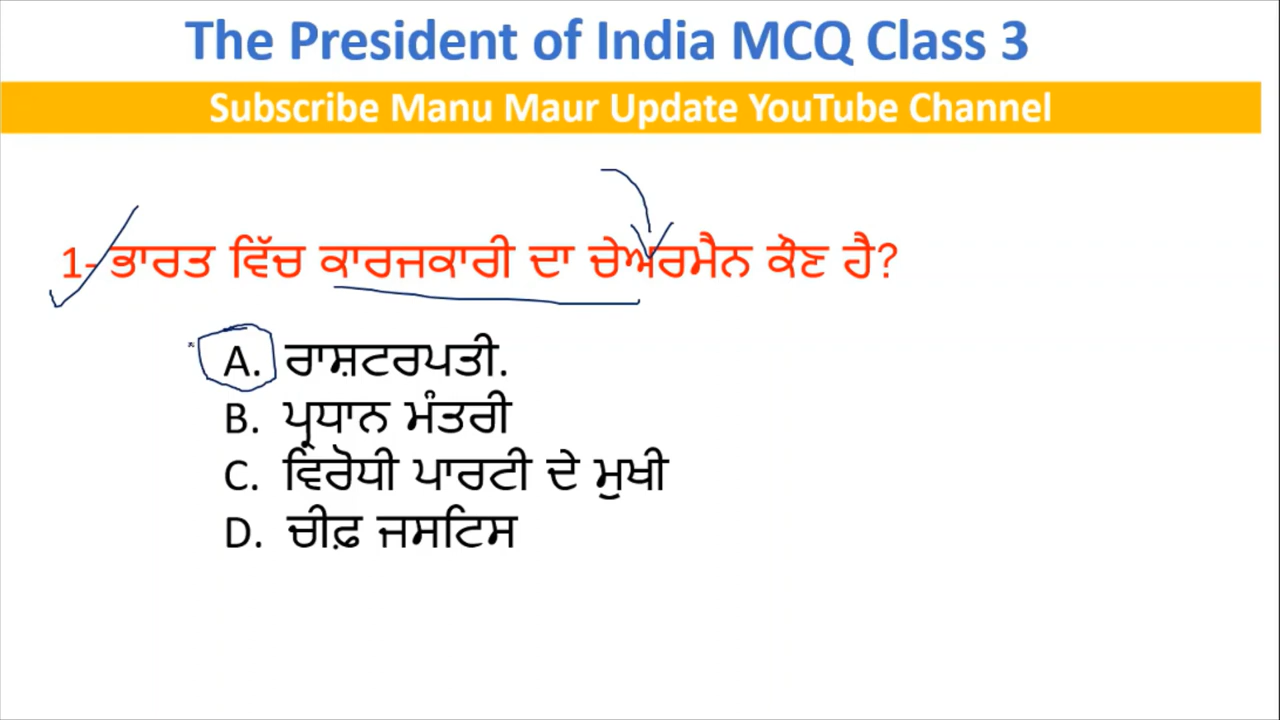 The President of India MCQ Class 3
Subscribe Manu Maur Update YouTube Channel
1- ਭਾਰਤ ਵਿੱਚ ਕਾਰਜਕਾਰੀ ਦਾ ਚੇਅਰਮੈਨ ਕੌਣ ਹੈ?
A. ਰਾਸ਼ਟਰਪਤੀ.
B. ਪ੍ਰਧਾਨ ਮੰਤਰੀ
C. ਵਿਰੋਧੀ ਪਾਰਟੀ ਦੇ ਮੁਖੀ
D. ਚੀਫ਼ ਜਸਟਿਸ